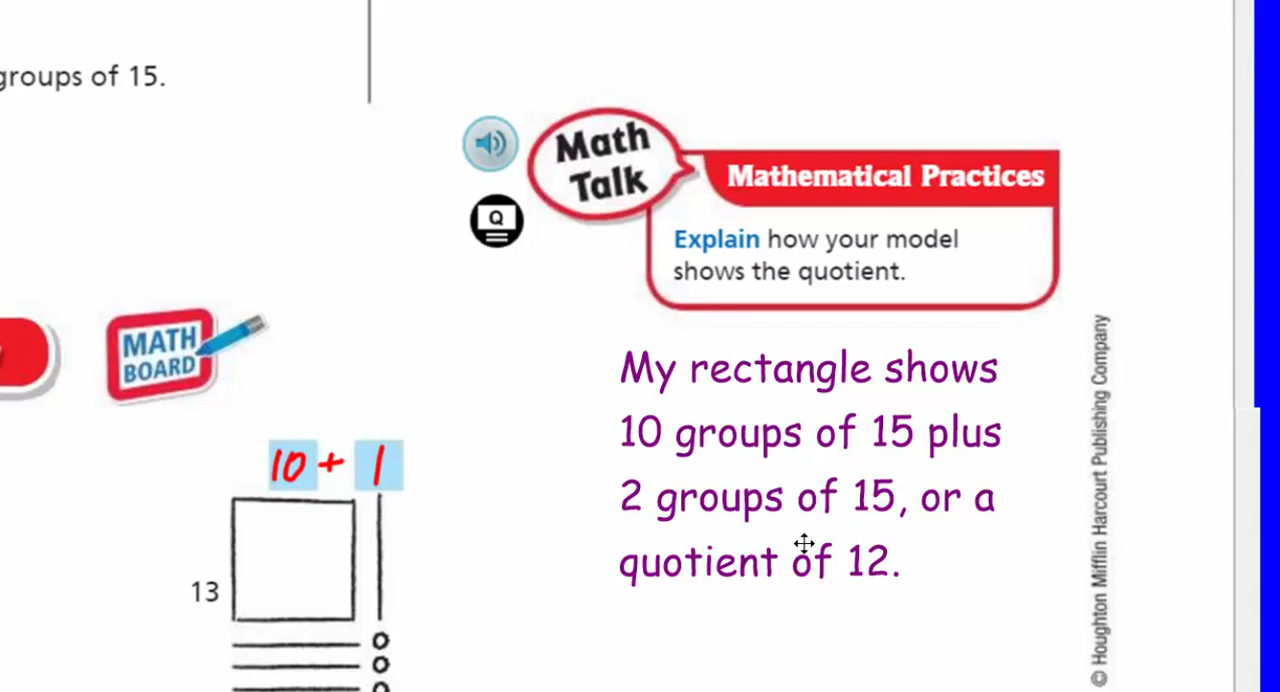 groups of 15.
Math
Talk
Mathematical Practices
Q
Explain how your model
shows the quotient.
MATH
BOARD
My rectangle shows
10 groups of 15 plus
2 groups of 15, or a
quotient of 12.
10 + 1
13
© Houghton Mifflin Harcourt Publishing Company